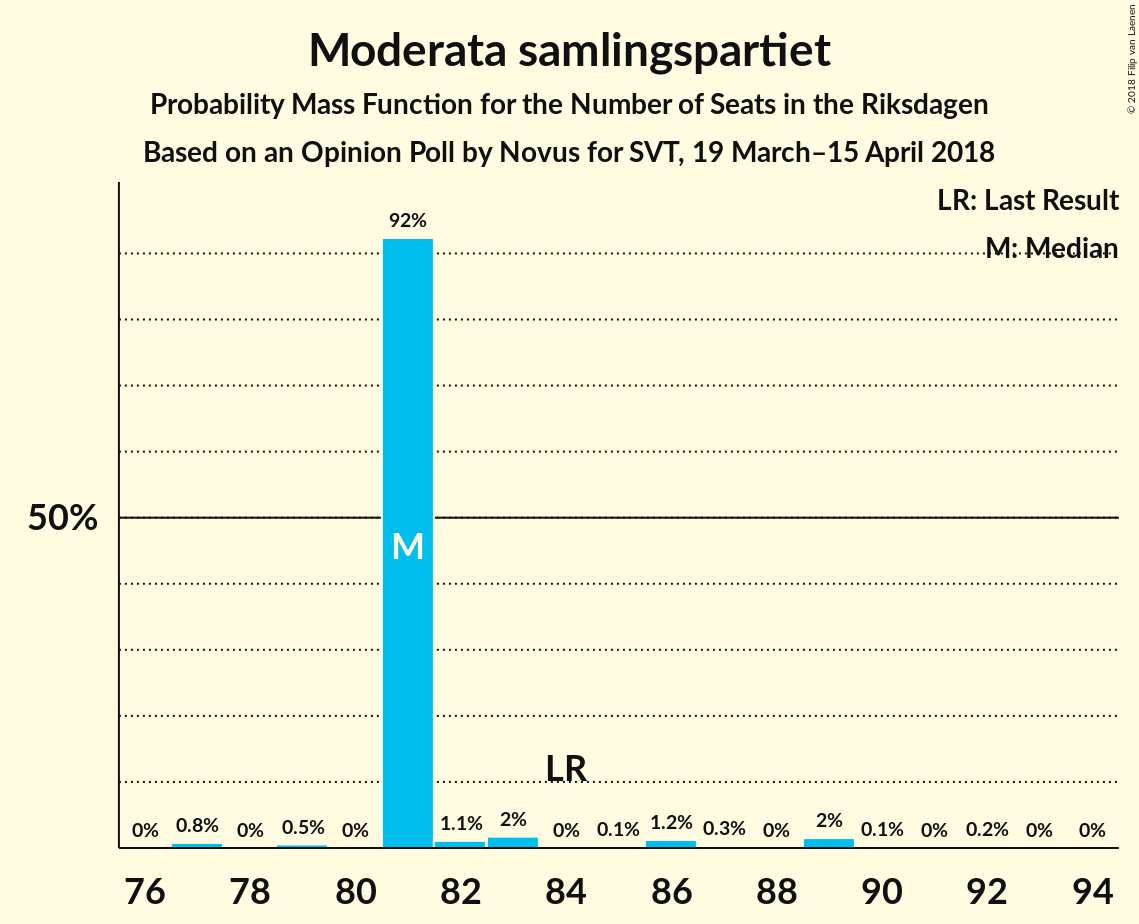 Moderata samlingspartiet
Probability Mass Function for the Number of Seats in the Riksdagen
Based on an Opinion Poll by Novus for SVT, 19 March–15 April 2018
© 2018 Filip van Laenen
LR: Last Result
M: Median
92%
50%
M
LR
0% 0.8% 0% 0.5% 0% 1.1% 2% 0% 0.1% 1.2% 0.3% 0% 2% 0.1% 0% 0.2% 0% 0%
76 78 80 82 84 86 88 90 92 94